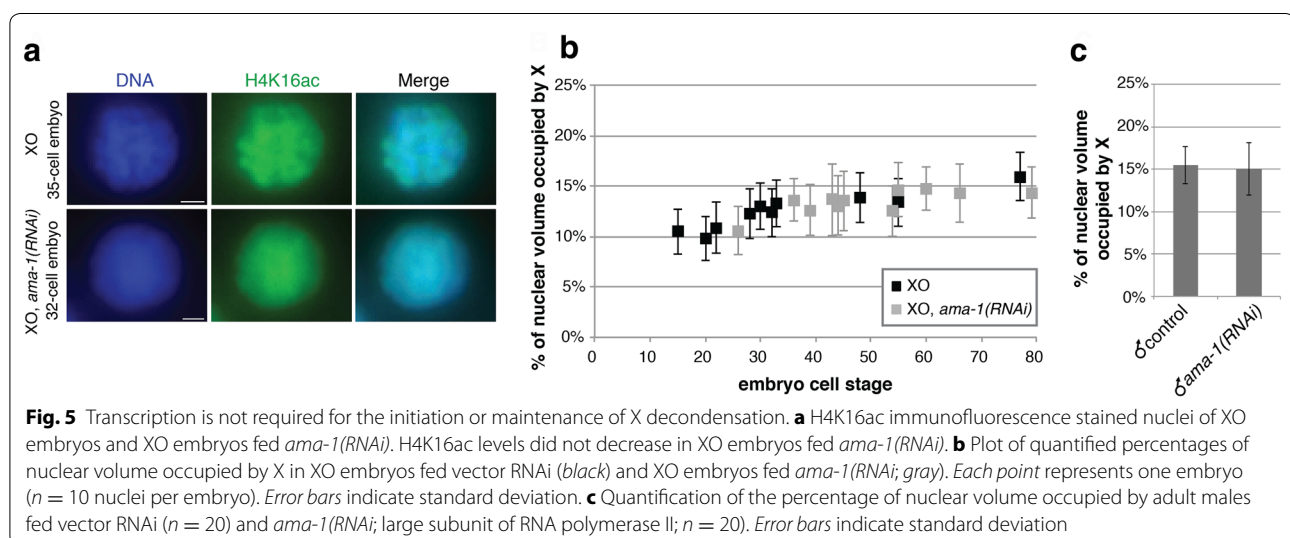 a
DNA
H4K16ac
Merge
XO
35-cell embryo
XO, ama-1(RNAi)
32-cell embryo
b
% of nuclear volume occupied by X
25%
20%
15%
10%
5%
0%
0 10 20 30 40 50 60 70 80
embryo cell stage
XO
XO, ama-1(RNAi)
c
% of nuclear volume
occupied by X
25%
20%
15%
10%
5%
0%
♂control
♂ama-1(RNAi)
Fig. 5 Transcription is not required for the initiation or maintenance of X decondensation. a H4K16ac immunofluorescence stained nuclei of XO
embryos and XO embryos fed ama-1(RNAi). H4K16ac levels did not decrease in XO embryos fed ama-1(RNAi). b Plot of quantified percentages of
nuclear volume occupied by X in XO embryos fed vector RNAi (black) and XO embryos fed ama-1(RNAi; gray). Each point represents one embryo
(n = 10 nuclei per embryo). Error bars indicate standard deviation. c Quantification of the percentage of nuclear volume occupied by adult males
fed vector RNAi (n = 20) and ama-1(RNAi; large subunit of RNA polymerase II; n = 20). Error bars indicate standard deviation